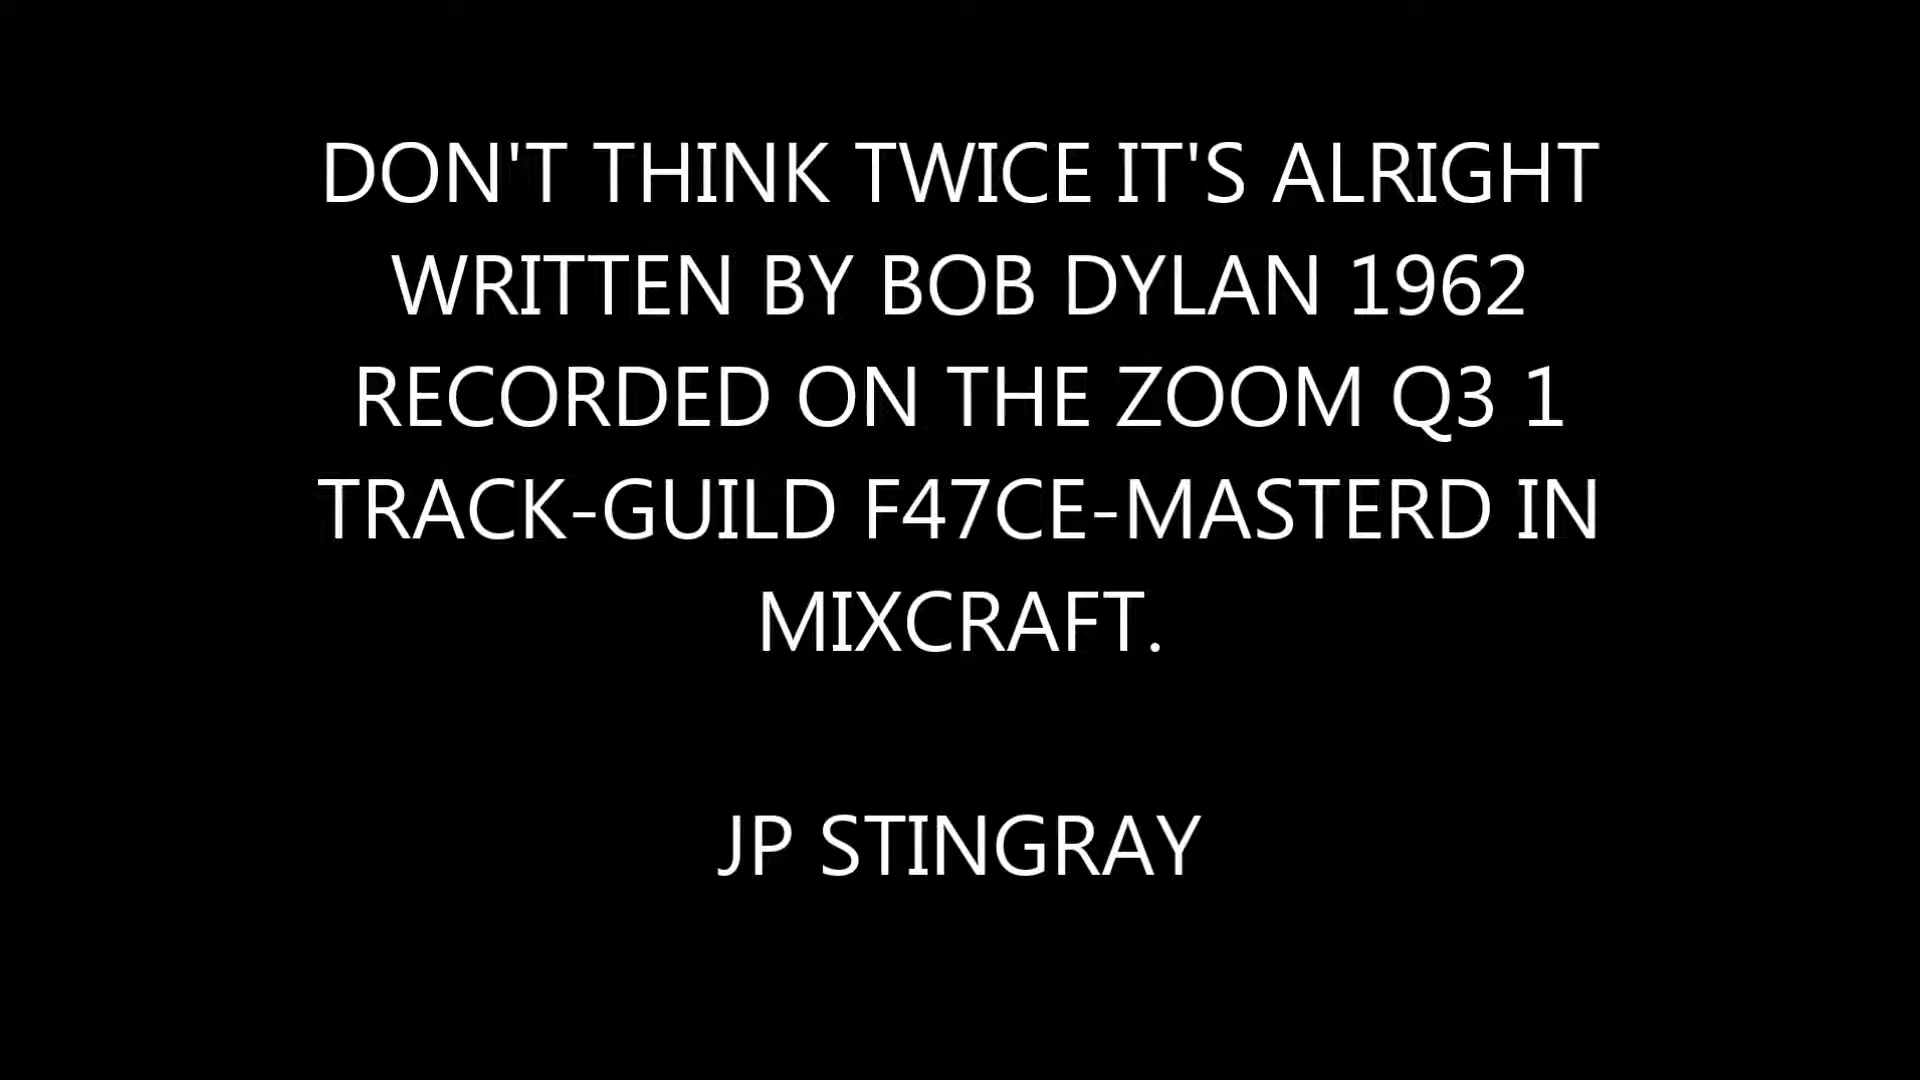 DON'T THINK TWICE IT'S ALRIGHT
WRITTEN BY BOB DYLAN 1962
RECORDED ON THE ZOOM Q3 1
TRACK-GUILD F47CE-MASTERD IN
MIXCRAFT.
JP STINGRAY